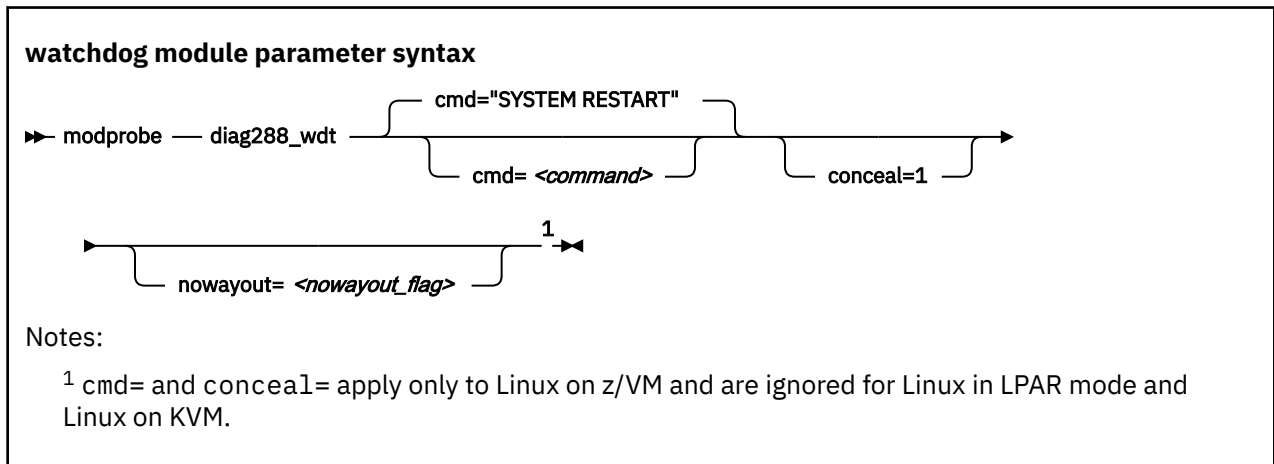 watchdog module parameter syntax
cmd="SYSTEM RESTART"
modprobe diag288_wdt
cmd= <command> conceal=1
1
nowayout= <nowayout_flag>
Notes:
1 cmd= and conceal= apply only to Linux on z/VM and are ignored for Linux in LPAR mode and
Linux on KVM.